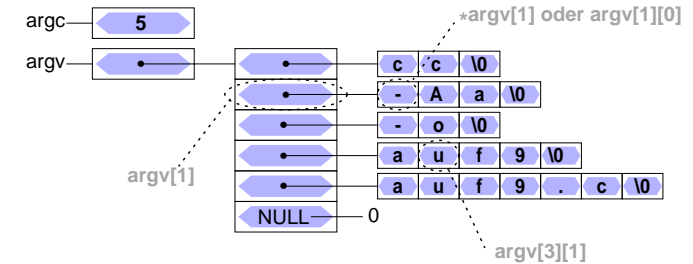 *argv[1] oder argv[1][0]
argc 5
argv
c c \0
- A a \0
- o \0
a u f 9 \0
argv[1]
a u f 9 . c \0
NULL 0
argv[3][1]